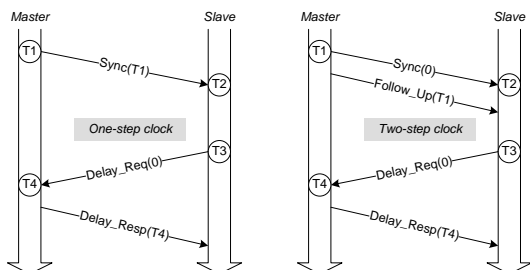 Master
Slave
T1
Sync(T1)
T2
One-step clock
T3
Delay_Req(0)
T4
Delay_Resp(T4)
Master
Slave
T1
Sync(0)
T2
Follow_Up(T1)
Two-step clock
T3
Delay_Req(0)
T4
Delay_Resp(T4)